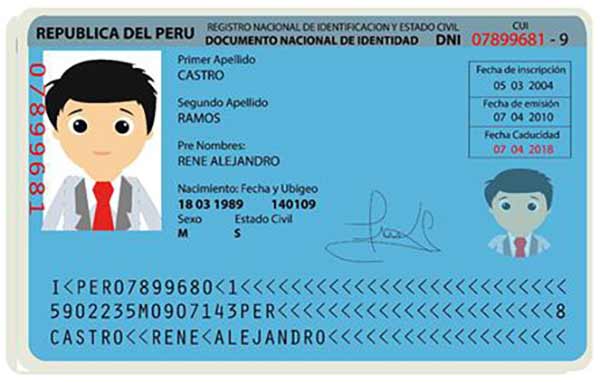 REPUBLICA DEL PERU
REGISTRO NACIONAL DE IDENTIFICACION Y ESTADO CIVIL
DOCUMENTO NACIONAL DE IDENTIDAD
DNI
CUI
07899681 - 9
07899681
Primer Apellido
CASTRO
Segundo Apellido
RAMOS
Pre Nombres:
RENE ALEJANDRO
Nacimiento: Fecha y Ubigeo
18 03 1989 140109
Sexo Estado Civil
M S
Fecha de inscripción
05 03 2004
Fecha de emisión
07 04 2010
Fecha Caducidad
07 04 2018
I<PER07899680<1<<<<<<<<<<<<<<<
5902235M0907143PER<<<<<<<<<<<8
CASTRO<<RENE<ALEJANDRO<<<<<<<<